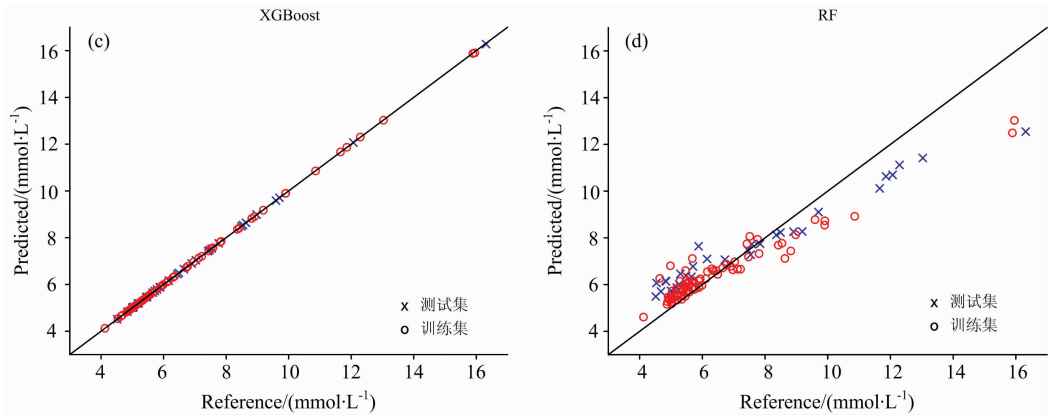 XGBoost
(c)
16
14
12
10
8
6
4
Predicted/(mmol·L⁻¹)
× 测试集
o 训练集
4 6 8 10 12 14 16
Reference/(mmol·L⁻¹)
RF
(d)
16
14
12
10
8
6
4
Predicted/(mmol·L⁻¹)
× 测试集
o 训练集
4 6 8 10 12 14 16
Reference/(mmol·L⁻¹)